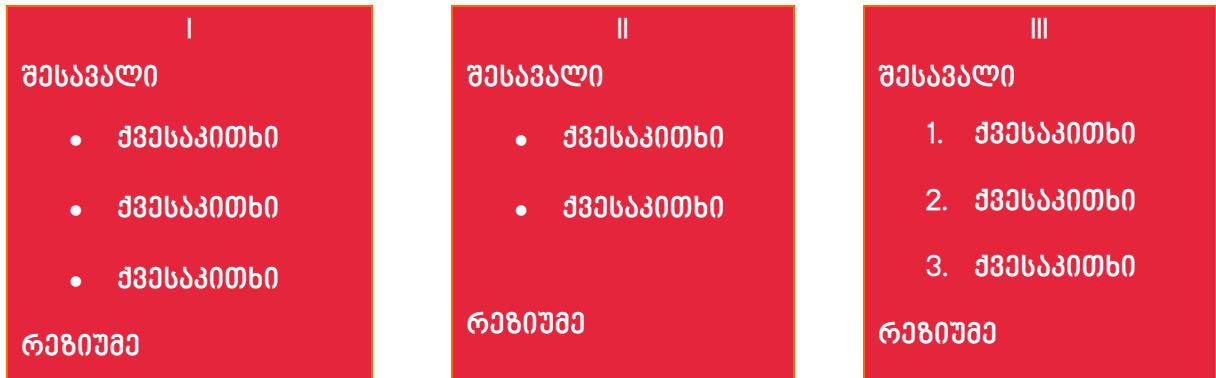 I
შესავალი
• ქვესაკითხი
• ქვესაკითხი
• ქვესაკითხი
რეზიუმე
II
შესავალი
• ქვესაკითხი
• ქვესაკითხი
რეზიუმე
III
შესავალი
1. ქვესაკითხი
2. ქვესაკითხი
3. ქვესაკითხი
რეზიუმე